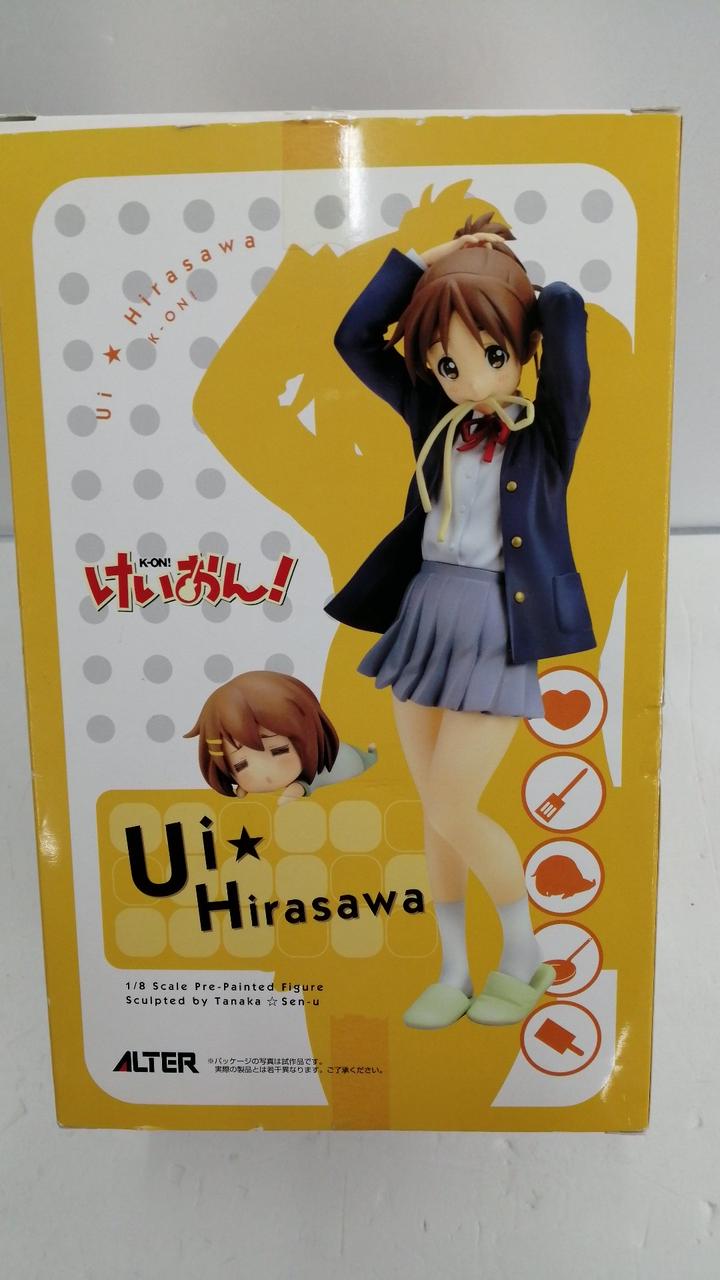 Ui ★ Hirasawa
K-ON!
K-ON!
けいおん!
Ui★
Hirasawa
1/8 Scale Pre-Painted Figure
Sculpted by Tanaka ☆ Sen-u
ALTER
※パッケージの写真は試作品です。
実際の製品とは若干異なります。ご了承ください。